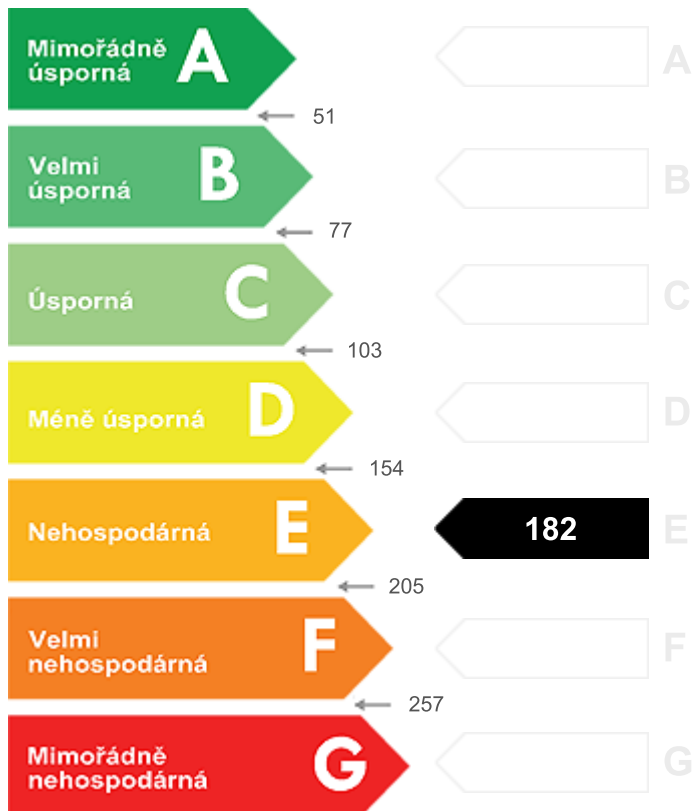 Mimořádně
úsporná
A
A
51
Velmi
úsporná
B
B
77
Úsporná
C
C
103
Méně úsporná
D
D
154
Nehospodárná
E
182
E
205
Velmi
nehospodárná
F
F
257
Mimořádně
nehospodárná
G
G